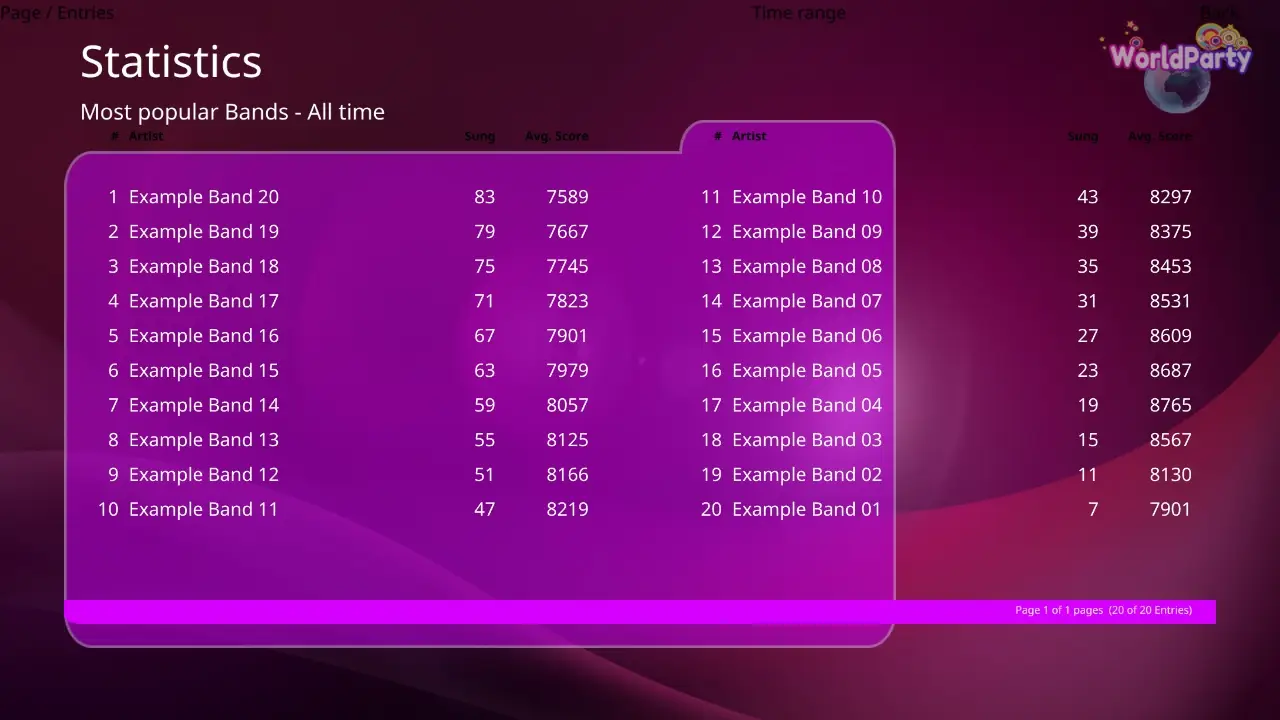 Page / Entries Time range Back
Statistics
WorldParty
Most popular Bands - All time
# Artist Sung Avg. Score # Artist Sung Avg. Score
1 Example Band 20 83 7589 11 Example Band 10 43 8297
2 Example Band 19 79 7667 12 Example Band 09 39 8375
3 Example Band 18 75 7745 13 Example Band 08 35 8453
4 Example Band 17 71 7823 14 Example Band 07 31 8531
5 Example Band 16 67 7901 15 Example Band 06 27 8609
6 Example Band 15 63 7979 16 Example Band 05 23 8687
7 Example Band 14 59 8057 17 Example Band 04 19 8765
8 Example Band 13 55 8125 18 Example Band 03 15 8567
9 Example Band 12 51 8166 19 Example Band 02 11 8130
10 Example Band 11 47 8219 20 Example Band 01 7 7901
Page 1 of 1 pages (20 of 20 Entries)